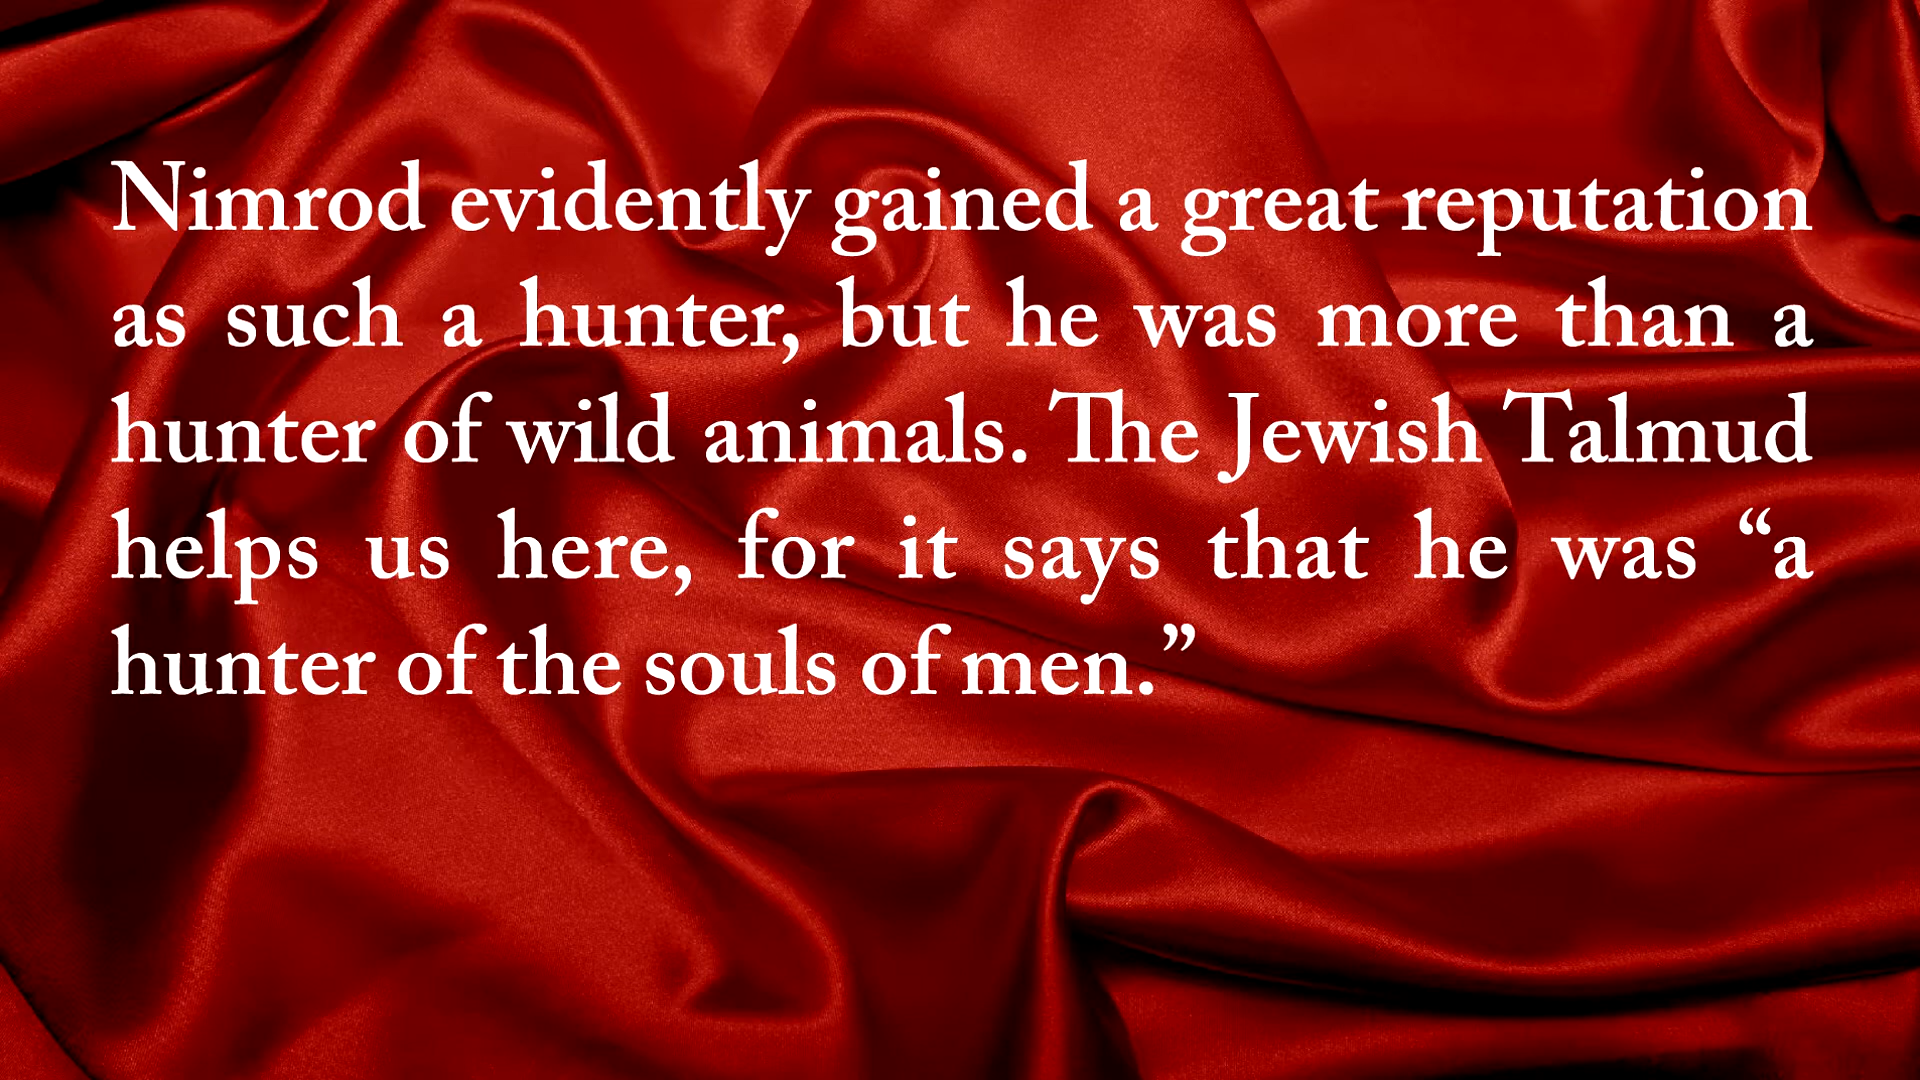 Nimrod evidently gained a great reputation
as such a hunter, but he was more than a
hunter of wild animals. The Jewish Talmud
helps us here, for it says that he was “a
hunter of the souls of men.”